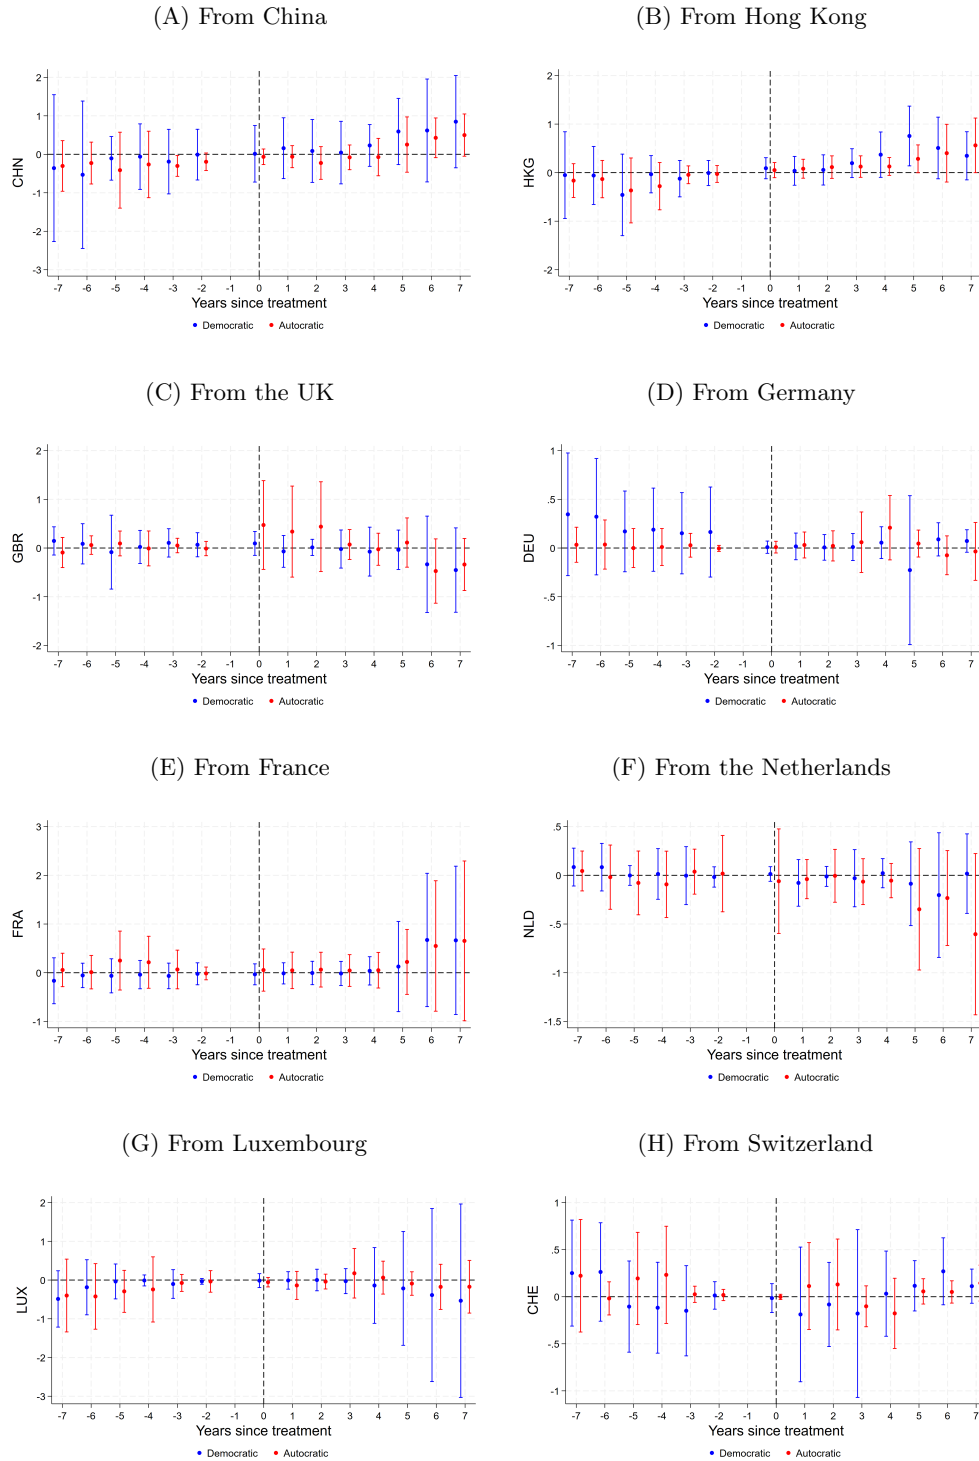 (A) From China
(B) From Hong Kong
2
1
0
-1
-2
-3
CHN
-7 -6 -5 -4 -3 -2 -1 0 1 2 3 4 5 6 7
Years since treatment
Democratic Autocratic
2
1
0
-1
-2
HKG
-7 -6 -5 -4 -3 -2 -1 0 1 2 3 4 5 6 7
Years since treatment
Democratic Autocratic
(C) From the UK
(D) From Germany
2
1
0
-1
-2
GBR
-7 -6 -5 -4 -3 -2 -1 0 1 2 3 4 5 6 7
Years since treatment
Democratic Autocratic
1
.5
0
-.5
-1
DEU
-7 -6 -5 -4 -3 -2 -1 0 1 2 3 4 5 6 7
Years since treatment
Democratic Autocratic
(E) From France
(F) From the Netherlands
3
2
1
0
-1
FRA
-7 -6 -5 -4 -3 -2 -1 0 1 2 3 4 5 6 7
Years since treatment
Democratic Autocratic
.5
0
-.5
-1
-1.5
NLD
-7 -6 -5 -4 -3 -2 -1 0 1 2 3 4 5 6 7
Years since treatment
Democratic Autocratic
(G) From Luxembourg
(H) From Switzerland
2
1
0
-1
-2
-3
LUX
-7 -6 -5 -4 -3 -2 -1 0 1 2 3 4 5 6 7
Years since treatment
Democratic Autocratic
1
.5
0
-.5
-1
CHE
-7 -6 -5 -4 -3 -2 -1 0 1 2 3 4 5 6 7
Years since treatment
Democratic Autocratic